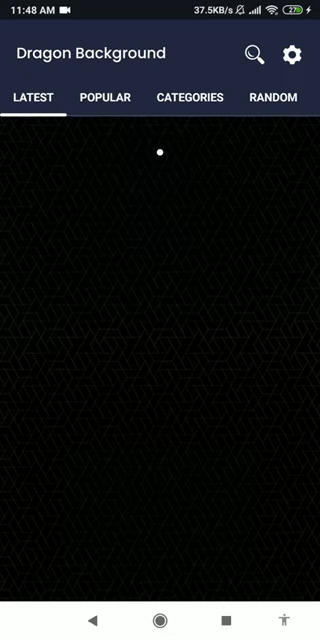 11:48 AM 37.5KB/s 27
Dragon Background
LATEST POPULAR CATEGORIES RANDOM